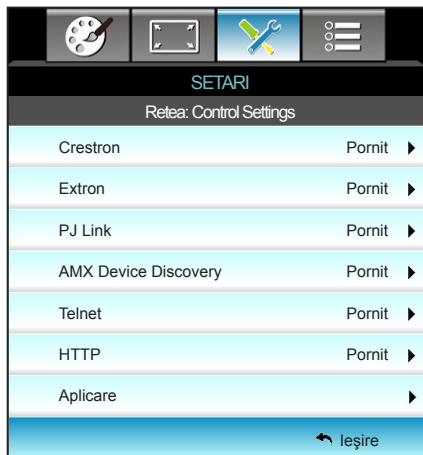 SETARI
Retea: Control Settings
Crestron Pornit
Extron Pornit
PJ Link Pornit
AMX Device Discovery Pornit
Telnet Pornit
HTTP Pornit
Aplicare
Ieşire